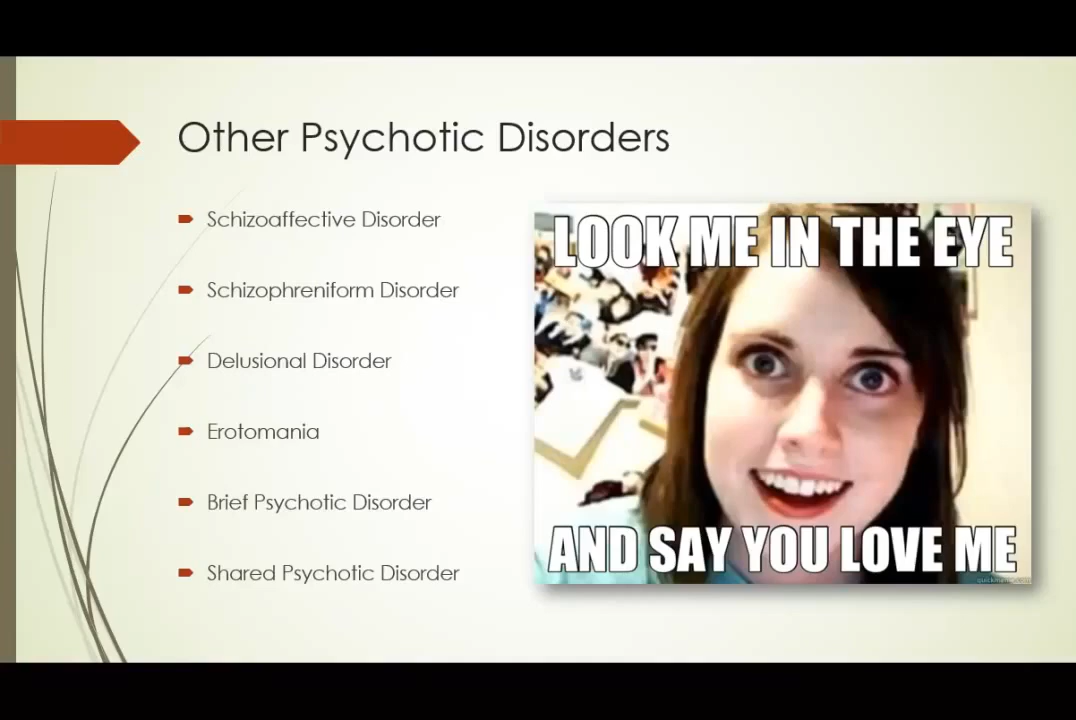 Other Psychotic Disorders
Schizoaffective Disorder
Schizophreniform Disorder
Delusional Disorder
Erotomania
Brief Psychotic Disorder
Shared Psychotic Disorder
LOOK ME IN THE EYE
AND SAY YOU LOVE ME